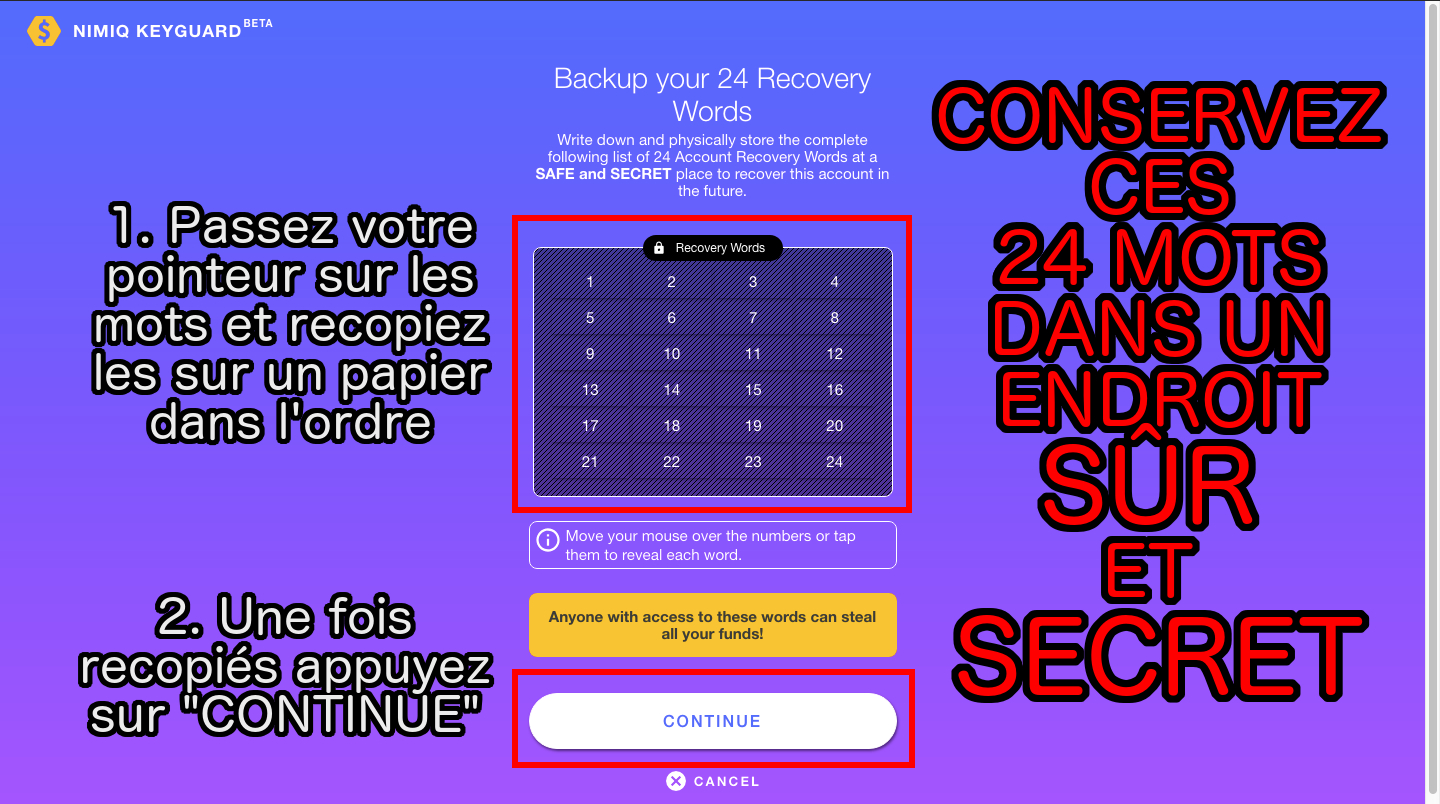 NIMIQ KEYGUARD BETA
Backup your 24 Recovery
Words
Write down and physically store the complete
following list of 24 Account Recovery Words at a
SAFE and SECRET place to recover this account in
the future.
1. Passez votre
pointeur sur les
mots et recopiez
les sur un papier
dans l'ordre
Recovery Words
1 2 3 4
5 6 7 8
9 10 11 12
13 14 15 16
17 18 19 20
21 22 23 24
Move your mouse over the numbers or tap
them to reveal each word.
Anyone with access to these words can steal
all your funds!
2. Une fois
recopiés appuyez
sur "CONTINUE"
CONTINUE
CANCEL
CONSERVEZ
CES
24 MOTS
DANS UN
ENDROIT
SÛR
ET
SECRET